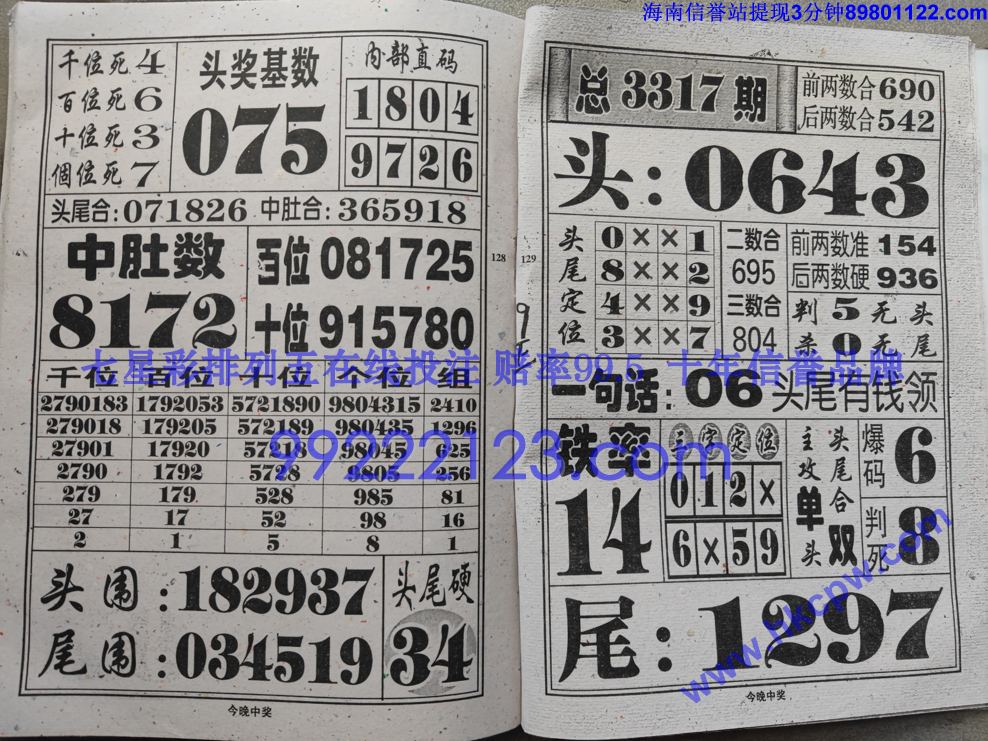 海南信誉站提现3分钟89801122.com
千位死4
百位死6
十位死3
個位死7
头奖基数
075
内部直码
1804
9726
头尾合:071826 中肚合:365918
中肚数
8172
百位 081725
十位 915780
七星彩排列五在线投注 赔率99.5 十年信誉品牌
千位 百位 十位 个位 组
2790183 1792053 5721890 9804315 2410
279018 179205 572189 980435 1296
27901 17920 57218 98045 625
2790 1792 5728 9805 256
279 179 528 985 81
27 17 52 98 16
2 1 5 8 1
99222123.com
头围:182937
尾围:034519
头尾硬
34
今晚中奖
128
129
总3317期
前两数合690
后两数合542
头:0643
头尾定位
0××1
8××2
4××9
3××7
二数合
695
三数合
804
前两数准154
后两数硬936
判5无头
杀0无尾
一句话:06头尾有钱领
铁率
14
三字定位
012×
6×59
主攻单头
头尾合双
爆码6
判死8
尾:1297
www.hkcpw.com
今晚中奖